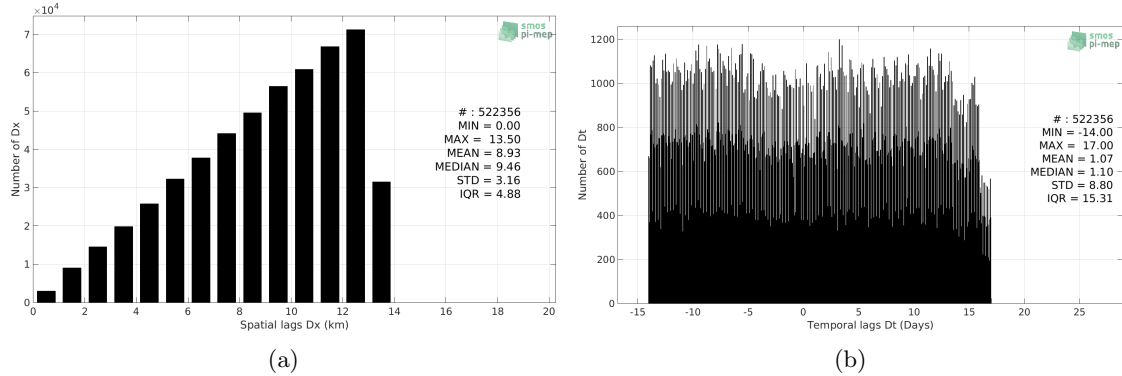 ×10⁴
7
6
5
4
3
2
1
0
Number of Dx
0 2 4 6 8 10 12 14 16 18 20
Spatial lags Dx (km)
smos
pi-mep
# : 522356
MIN = 0.00
MAX = 13.50
MEAN = 8.93
MEDIAN = 9.46
STD = 3.16
IQR = 4.88
(a)
1200
1000
800
600
400
200
0
Number of Dt
-15 -10 -5 0 5 10 15 20 25
Temporal lags Dt (Days)
smos
pi-mep
# : 522356
MIN = -14.00
MAX = 17.00
MEAN = 1.07
MEDIAN = 1.10
STD = 8.80
IQR = 15.31
(b)